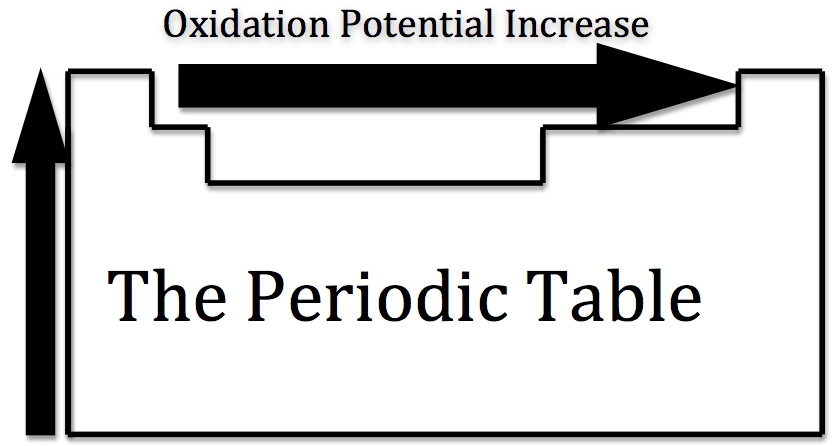 Oxidation Potential Increase
The Periodic Table